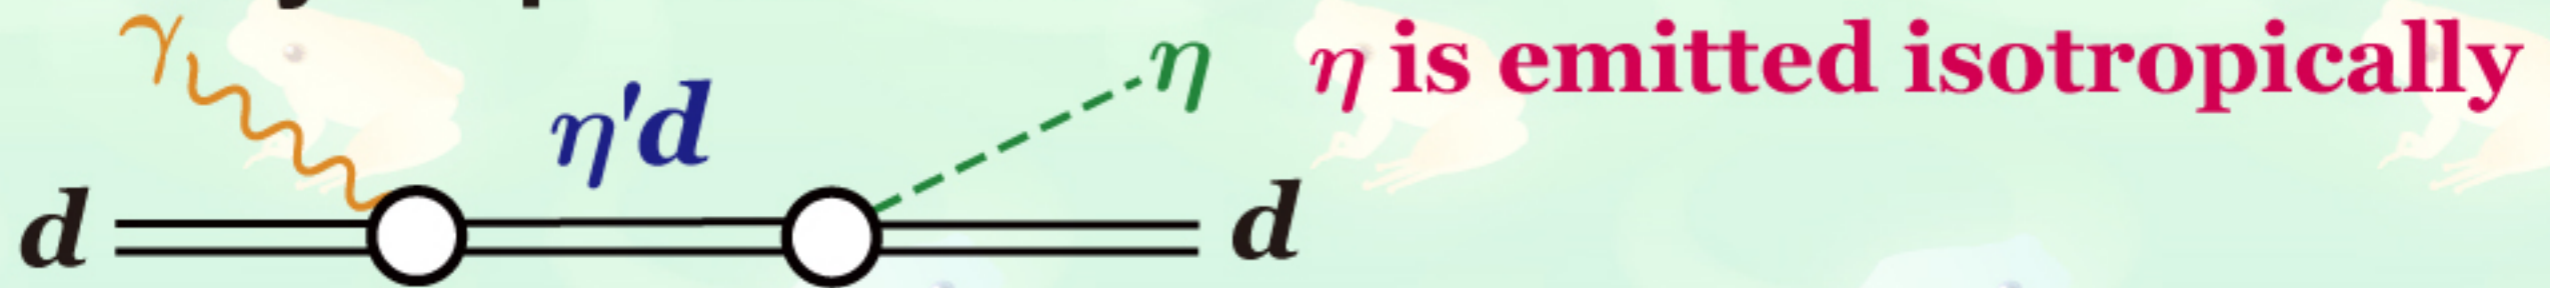 γ
η
η is emitted isotropically
η'd
d
d